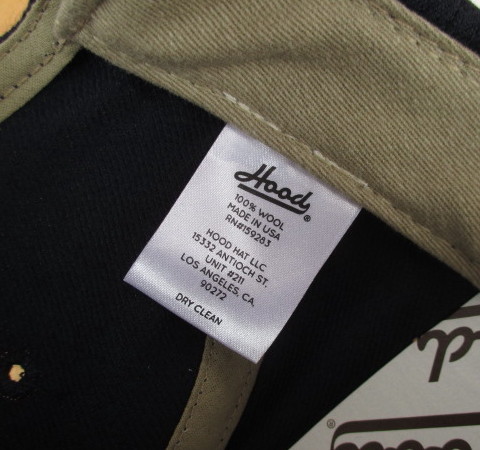 Hood®
100% WOOL
MADE IN USA
RN#159283
HOOD HAT LLC
15332 ANTIOCH ST.
UNIT #211
LOS ANGELES, CA.
90272
DRY CLEAN
®